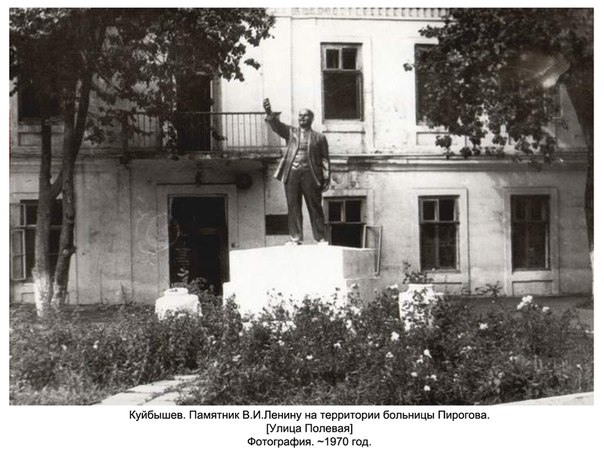 Куйбышев. Памятник В.И.Ленину на территории больницы Пирогова.
[Улица Полевая]
Фотография. ~1970 год.